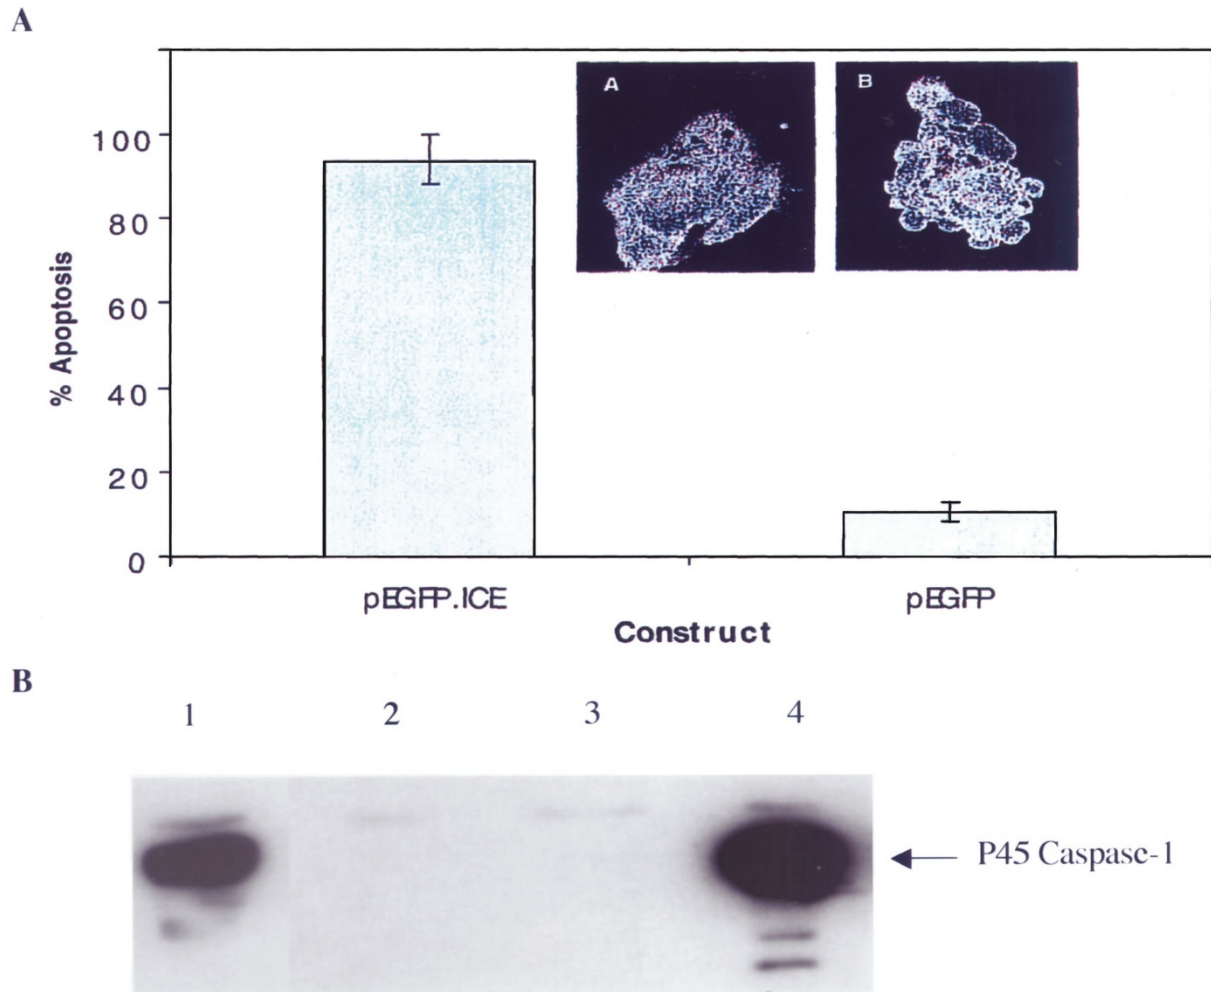 A
A
B
100
80
60
40
20
0
% Apoptosis
pEGFP.ICE
pEGFP
Construct
B
1 2 3 4
P45 Caspase-1